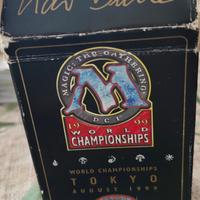 MAGIC: THE GATHERING
M
DCI
1999
WORLD
CHAMPIONSHIPS
WORLD CHAMPIONSHIPS
TOKYO
AUGUST 1999